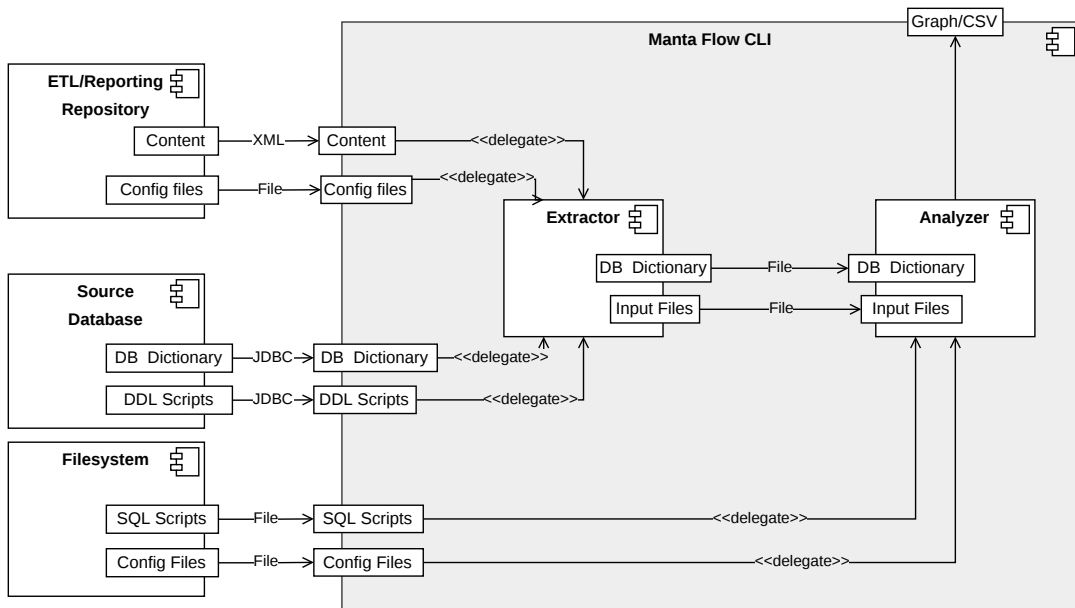 Graph/CSV
Manta Flow CLI
ETL/Reporting
Repository
Content
XML
Content
<<delegate>>
Config files
File
Config files
<<delegate>>
Extractor
DB Dictionary
File
Input Files
File
Analyzer
DB Dictionary
Input Files
Source
Database
DB Dictionary
JDBC
DB Dictionary
<<delegate>>
DDL Scripts
JDBC
DDL Scripts
<<delegate>>
Filesystem
SQL Scripts
File
SQL Scripts
<<delegate>>
Config Files
File
Config Files
<<delegate>>